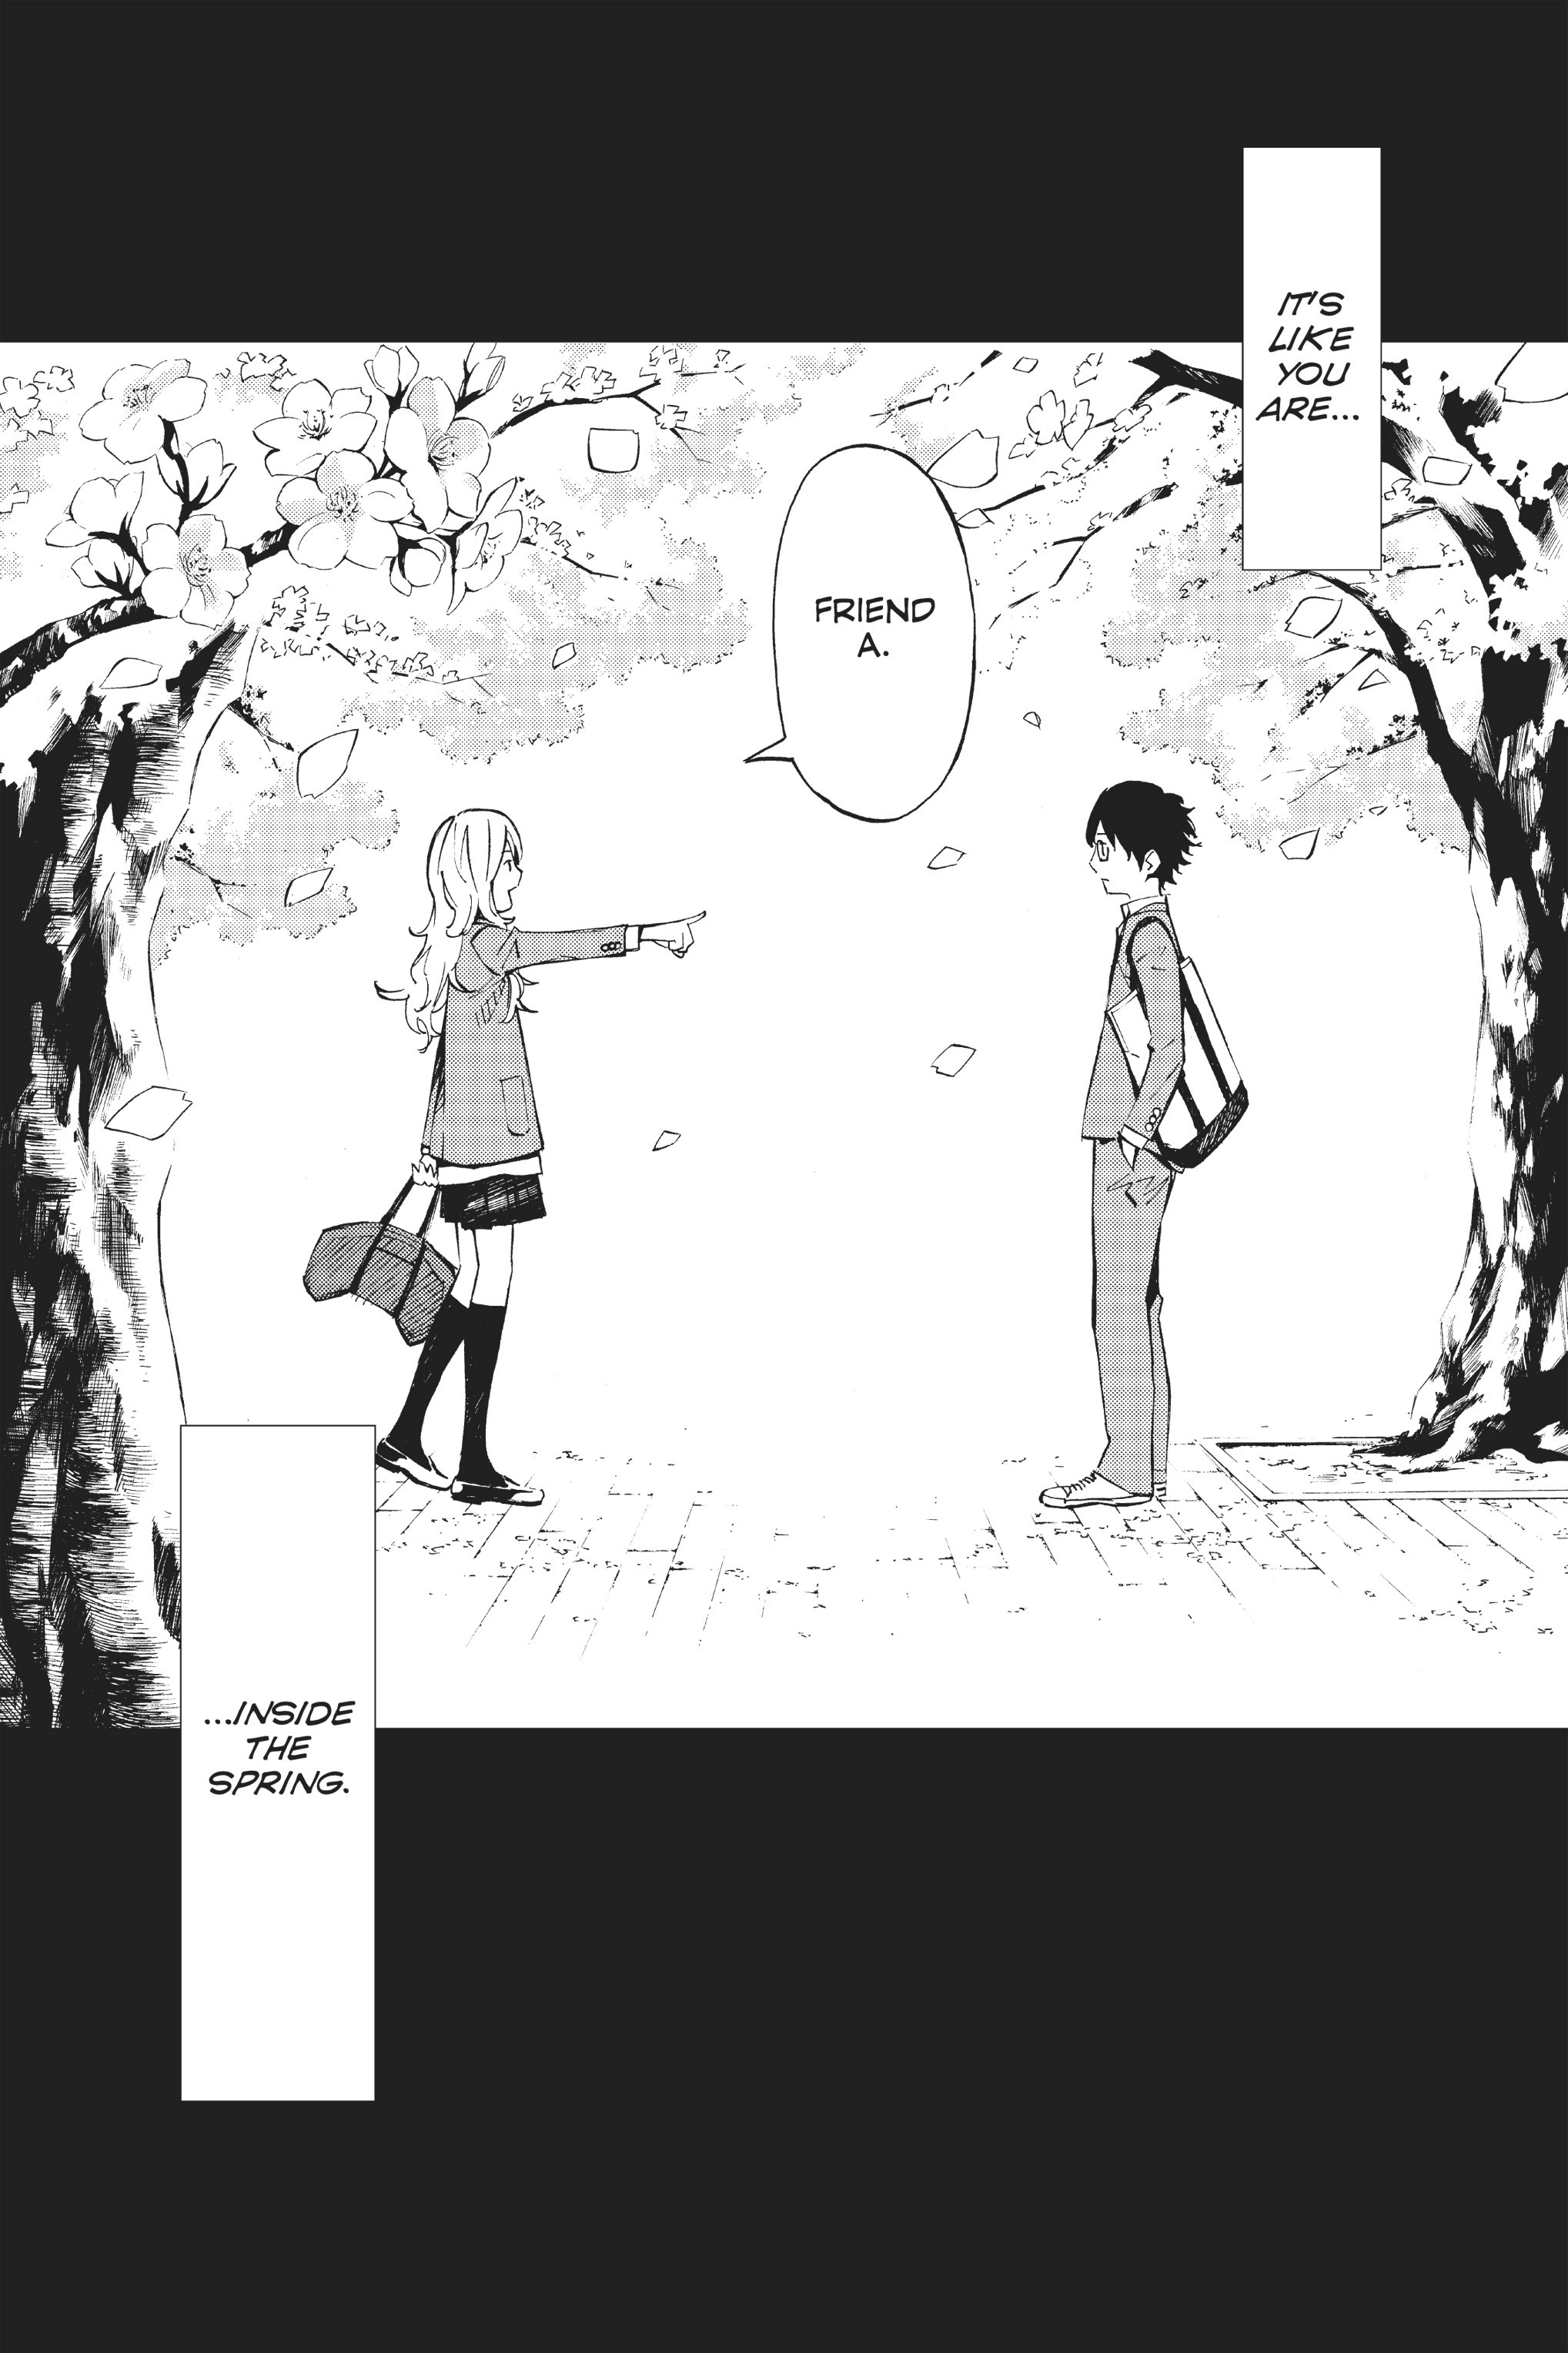 IT'S
LIKE
YOU
ARE...
FRIEND
A.
...INSIDE
THE
SPRING.